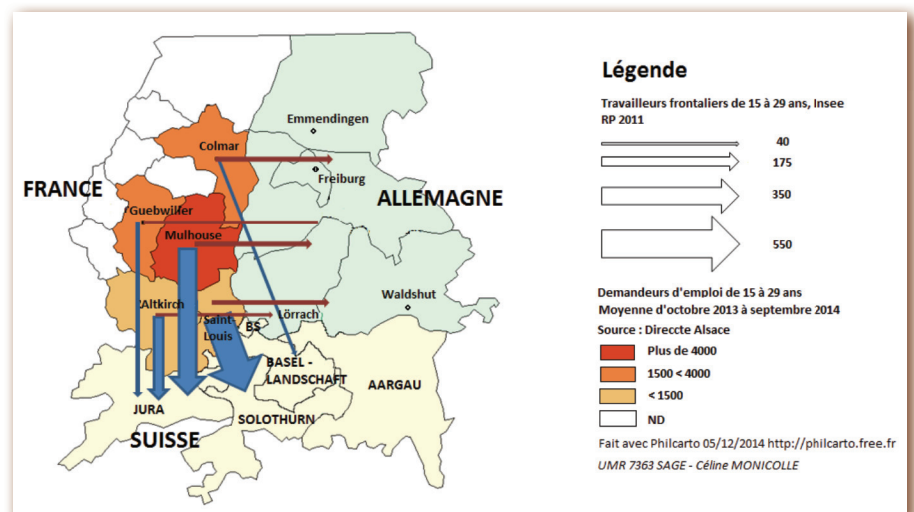 Emmendingen
Colmar
Freiburg
FRANCE
ALLEMAGNE
Guebwiller
Mulhouse
Waldshut
Altkirch
Saint-
Louis
BS
Lörrach
BASEL -
LANDSCHAFT
AARGAU
JURA
SOLOTHURN
SUISSE
Légende
Travailleurs frontaliers de 15 à 29 ans, Insee
RP 2011
40
175
350
550
Demandeurs d'emploi de 15 à 29 ans
Moyenne d'octobre 2013 à septembre 2014
Source : Direccte Alsace
Plus de 4000
1500 < 4000
< 1500
ND
Fait avec Philcarto 05/12/2014 http://philcarto.free.fr
UMR 7363 SAGE - Céline MONICOLLE